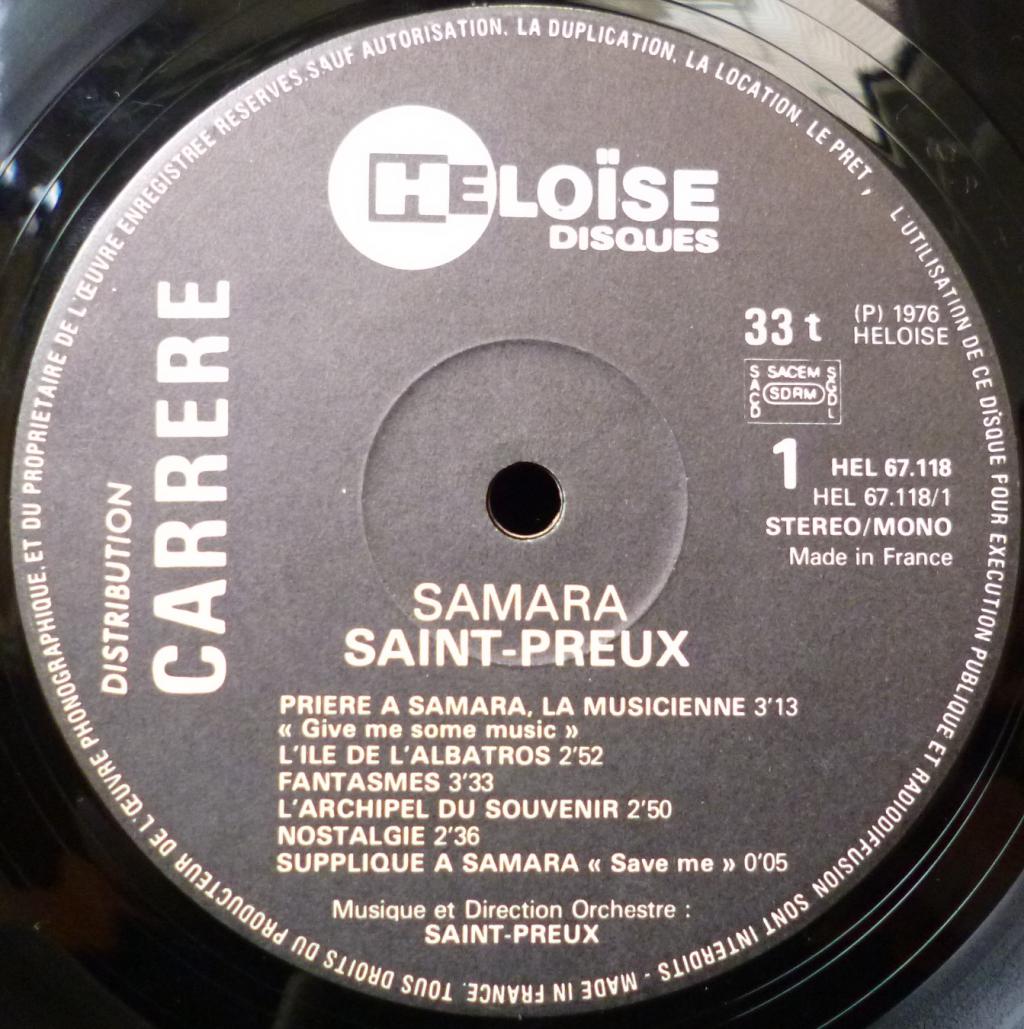 TOUS DROITS DU PRODUCTEUR DE L'ŒUVRE PHONOGRAPHIQUE. ET DU PROPRIETAIRE DE L'ŒUVRE ENREGISTREE RESERVES.SAUF AUTORISATION. LA DUPLICATION. LA LOCATION. LE PRET, L'UTILISATION DE CE DISQUE POUR EXECUTION PUBLIQUE ET RADIODIFFUSION SONT INTERDITS - MADE IN FRANCE.
HELOÏSE
DISQUES
DISTRIBUTION
CARRERE
33 t
(P) 1976
HELOISE
SACEM
SACD
SDRM
SGDL
1
HEL 67.118
HEL 67.118/1
STEREO/MONO
Made in France
SAMARA
SAINT-PREUX
PRIERE A SAMARA, LA MUSICIENNE 3'13
« Give me some music »
L'ILE DE L'ALBATROS 2'52
FANTASMES 3'33
L'ARCHIPEL DU SOUVENIR 2'50
NOSTALGIE 2'36
SUPPLIQUE A SAMARA « Save me » 0'05
Musique et Direction Orchestre :
SAINT-PREUX